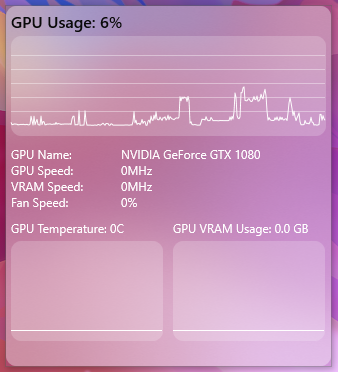 GPU Usage: 6%
GPU Name: NVIDIA GeForce GTX 1080
GPU Speed: 0MHz
VRAM Speed: 0MHz
Fan Speed: 0%
GPU Temperature: 0C GPU VRAM Usage: 0.0 GB